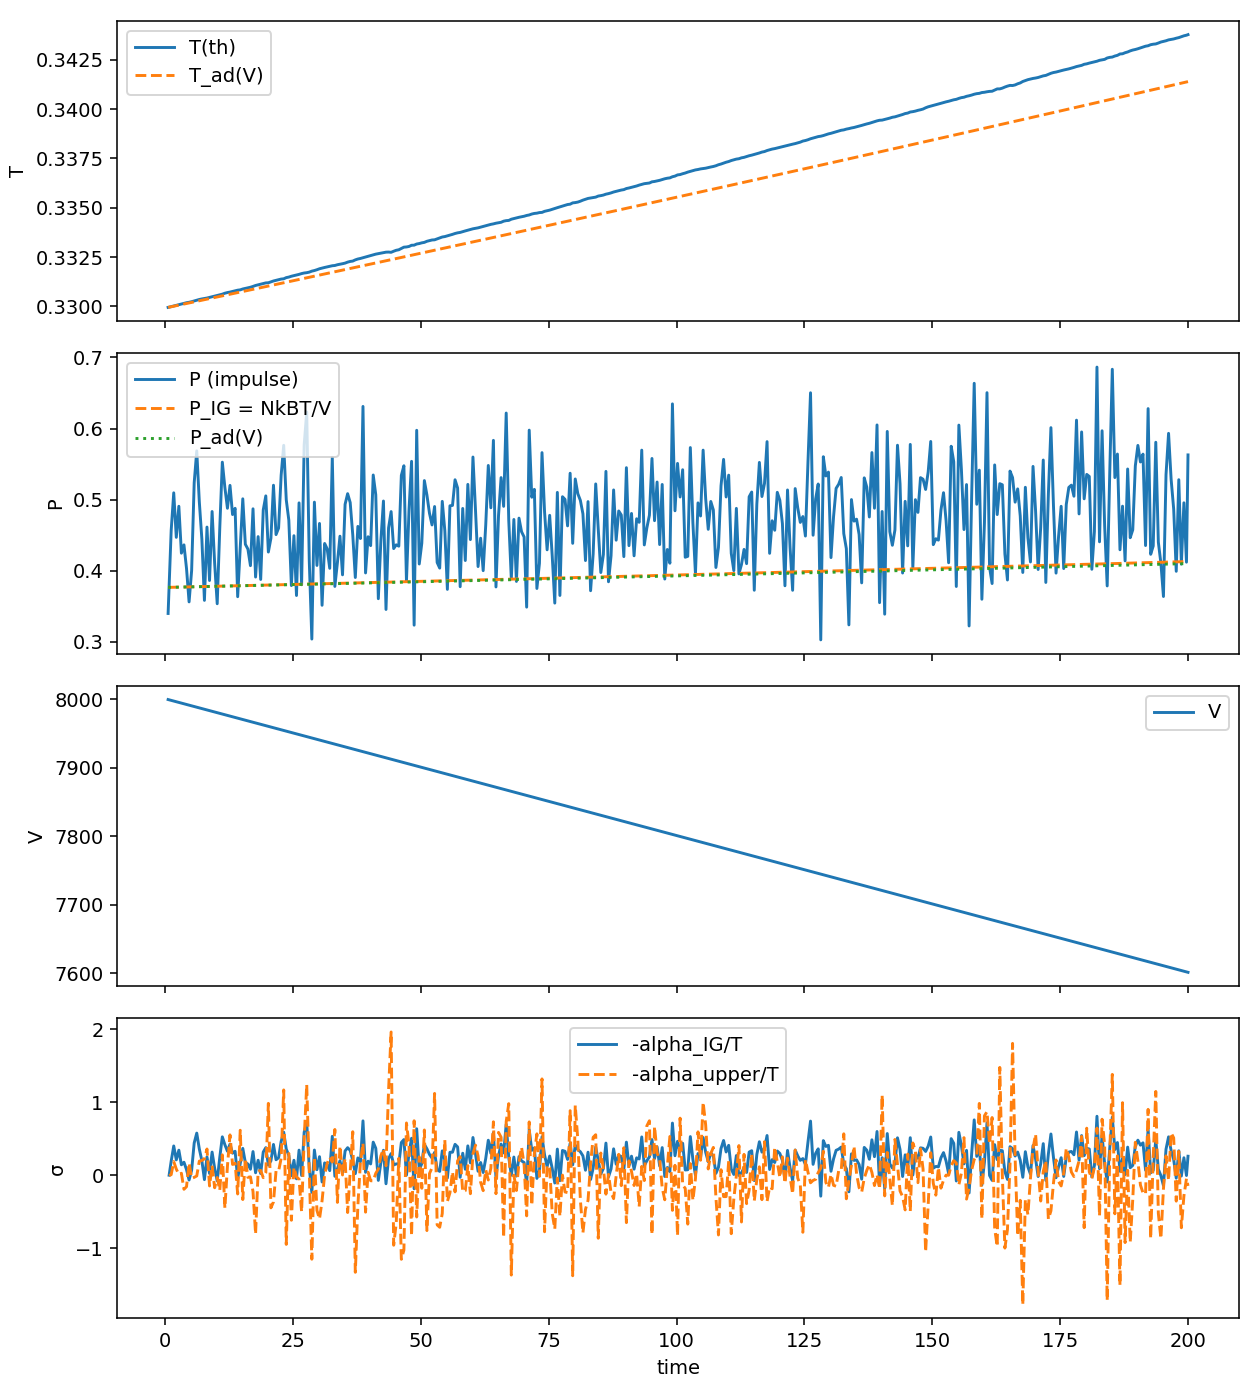 T(th)
T_ad(V)
0.3425
0.3400
0.3375
0.3350
0.3325
0.3300
T
P (impulse)
P_IG = NkBT/V
P_ad(V)
0.7
0.6
0.5
0.4
0.3
P
V
8000
7900
7800
7700
7600
V
-alpha_IG/T
-alpha_upper/T
2
1
0
−1
σ
0 25 50 75 100 125 150 175 200
time